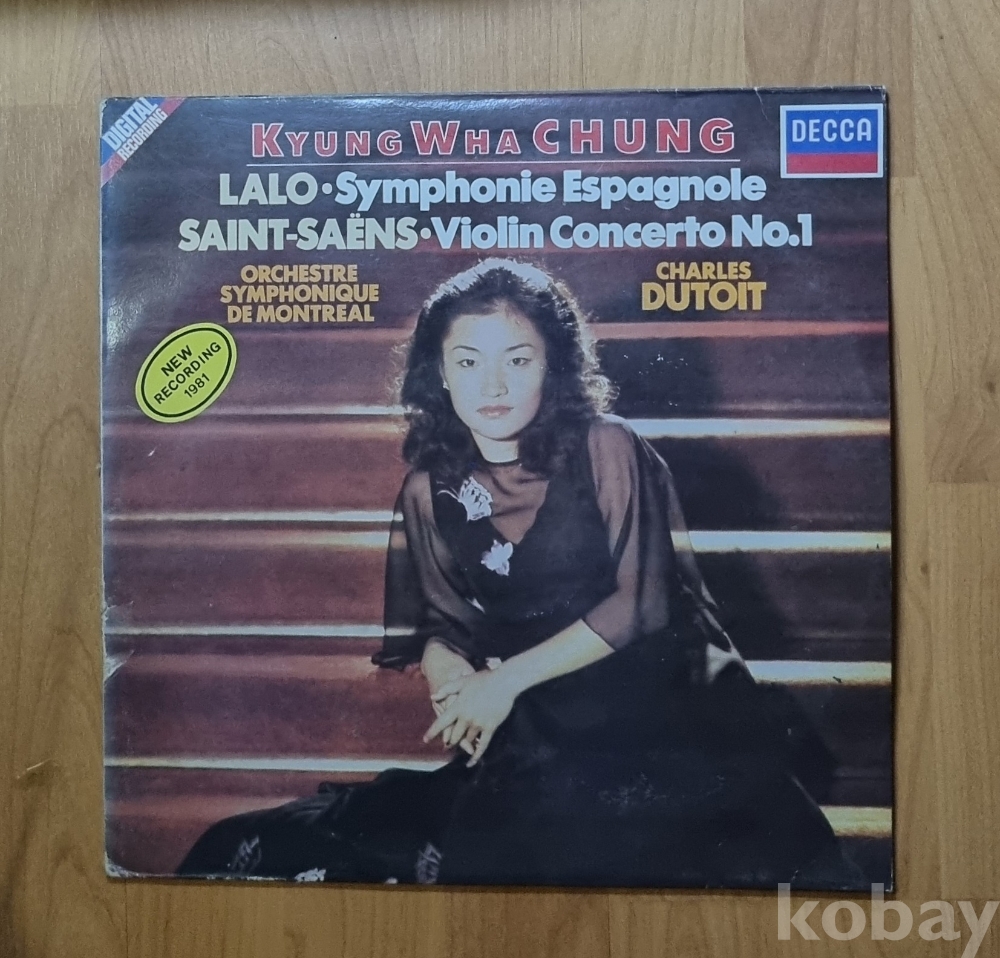 DIGITAL
RECORDING
KYUNG WHA CHUNG
DECCA
LALO·Symphonie Espagnole
SAINT-SAËNS·Violin Concerto No.1
ORCHESTRE
SYMPHONIQUE
DE MONTREAL
CHARLES
DUTOIT
NEW
RECORDING
1981
kobay